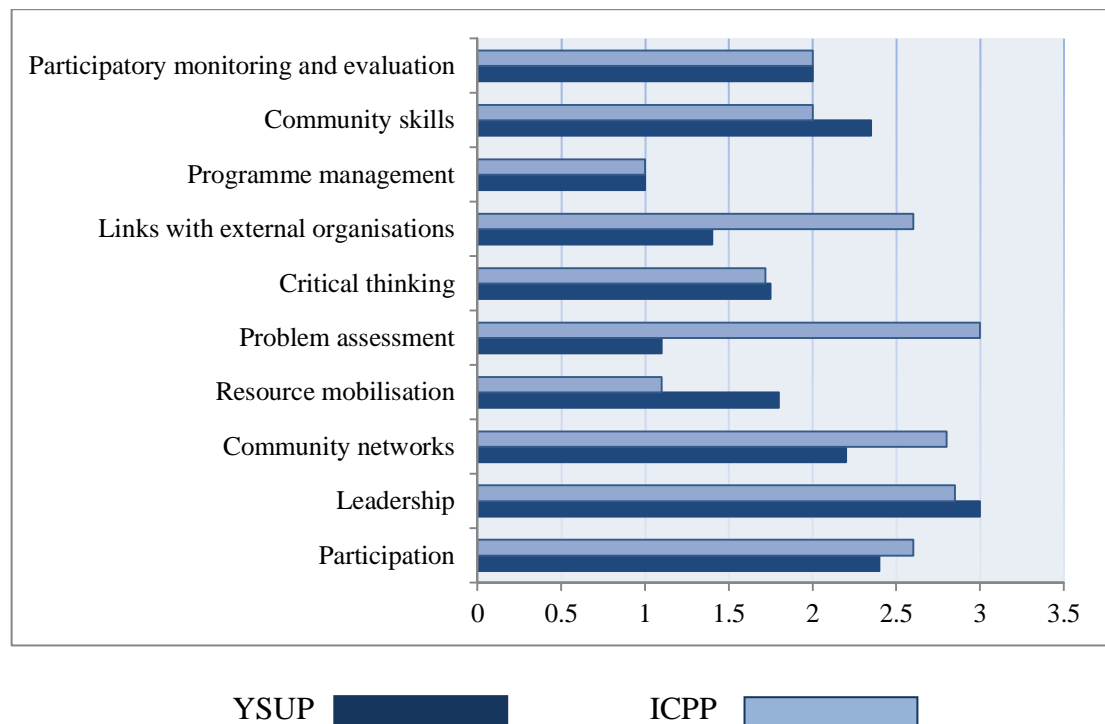 Participatory monitoring and evaluation
Community skills
Programme management
Links with external organisations
Critical thinking
Problem assessment
Resource mobilisation
Community networks
Leadership
Participation
0 0.5 1 1.5 2 2.5 3 3.5
YSUP ICPP